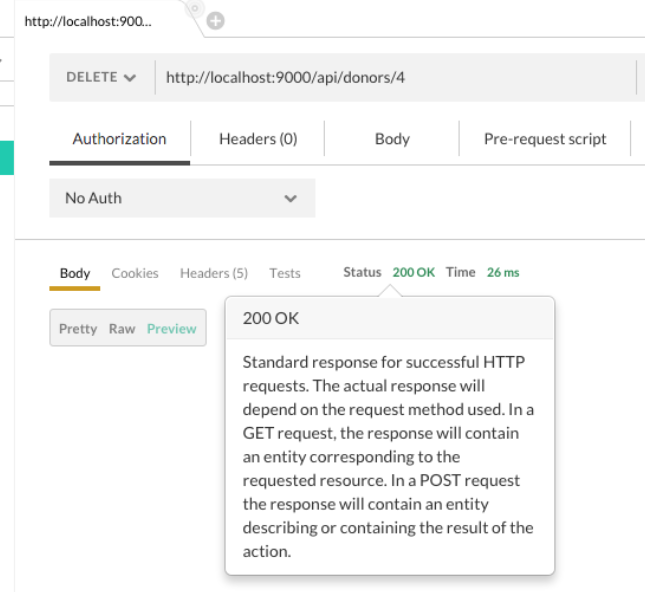 http://localhost:900...
DELETE http://localhost:9000/api/donors/4
Authorization Headers (0) Body Pre-request script
No Auth
Body Cookies Headers (5) Tests Status 200 OK Time 26 ms
Pretty Raw Preview
200 OK
Standard response for successful HTTP
requests. The actual response will
depend on the request method used. In a
GET request, the response will contain
an entity corresponding to the
requested resource. In a POST request
the response will contain an entity
describing or containing the result of the
action.